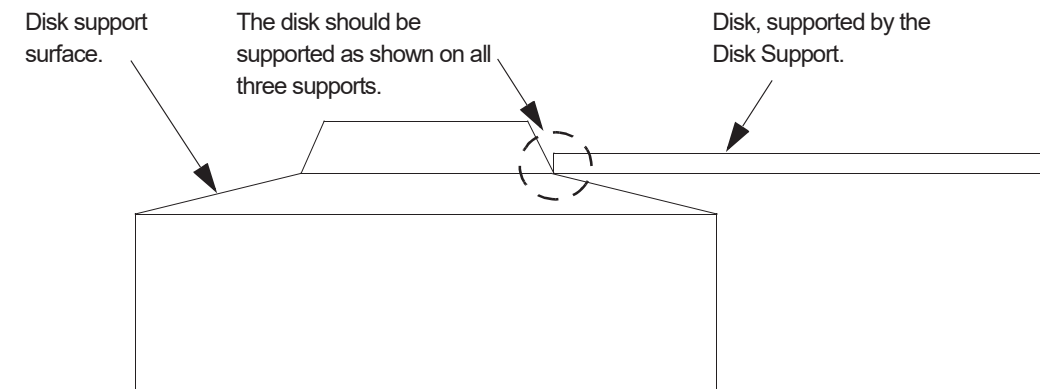 Disk support
surface.
The disk should be
supported as shown on all
three supports.
Disk, supported by the
Disk Support.